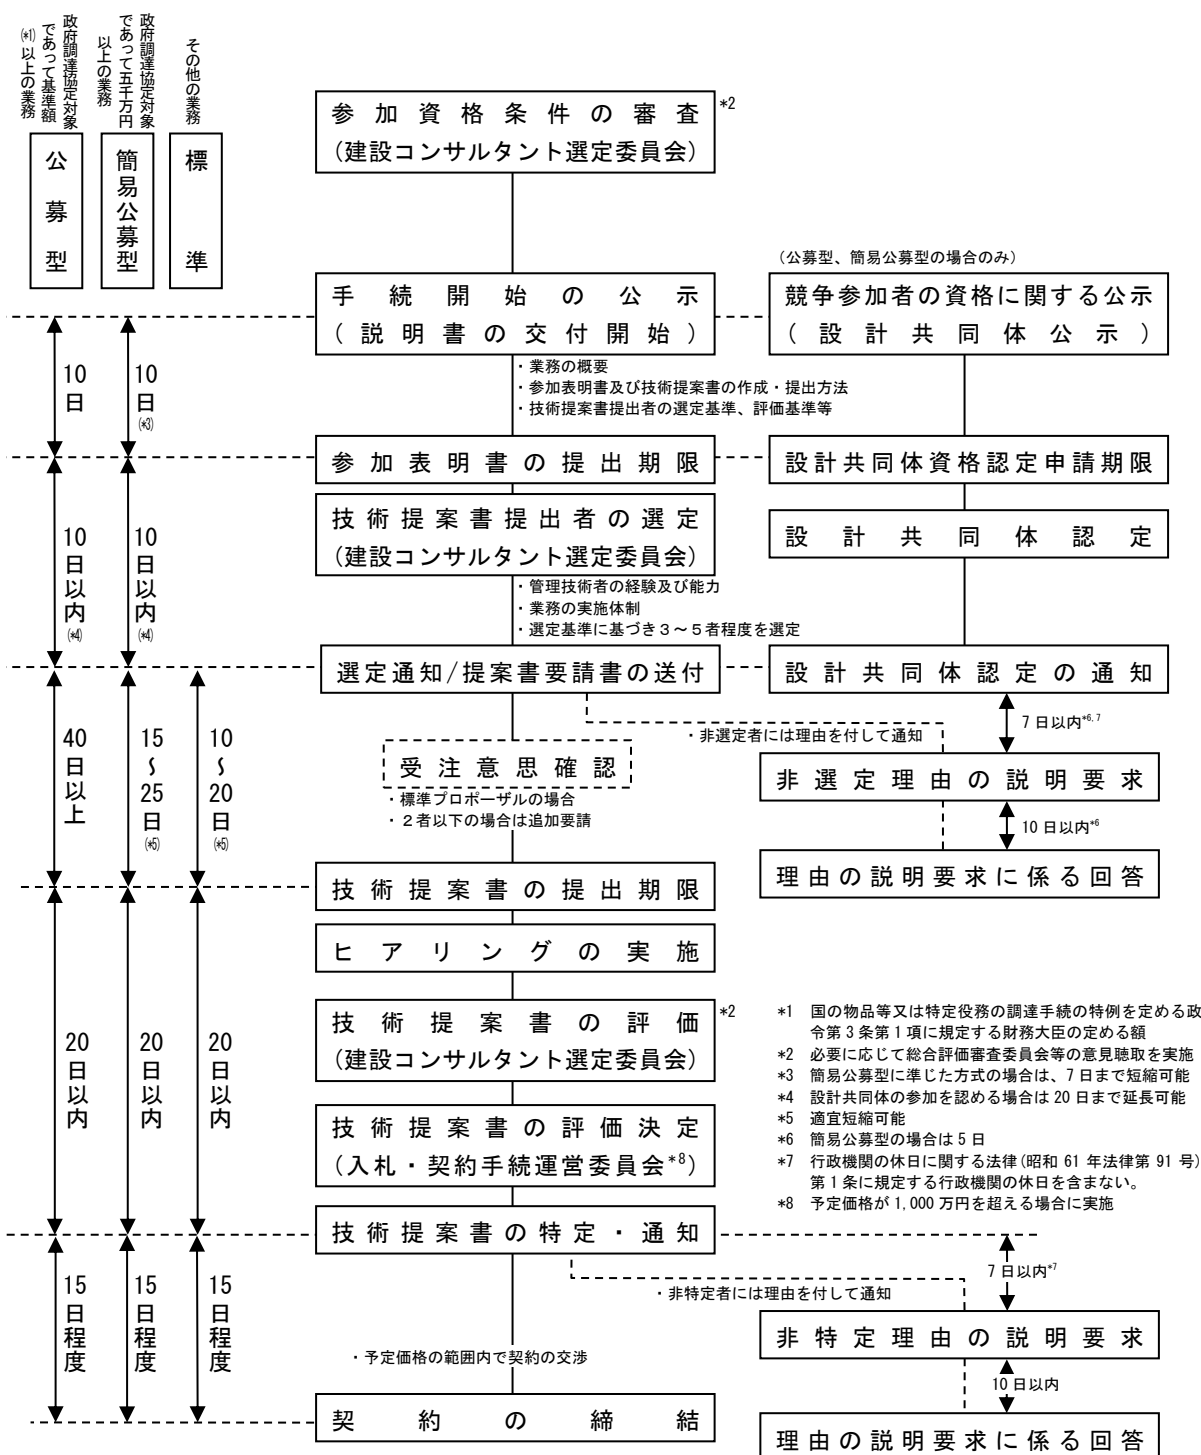 政府調達協定対象
であって基準額
(*1)以上の業務
政府調達協定対象
であって五千万円
以上の業務
その他の業務
公募型
簡易公募型
標準
参加資格条件の審査*2
(建設コンサルタント選定委員会)
(公募型、簡易公募型の場合のみ)
手続開始の公示
(説明書の交付開始)
競争参加者の資格に関する公示
(設計共同体公示)
・業務の概要
・参加表明書及び技術提案書の作成・提出方法
・技術提案書提出者の選定基準、評価基準等
10日
10日(*3)
参加表明書の提出期限
設計共同体資格認定申請期限
技術提案書提出者の選定
(建設コンサルタント選定委員会)
設計共同体認定
・管理技術者の経験及び能力
・業務の実施体制
・選定基準に基づき3~5者程度を選定
10日以内(*4)
10日以内(*4)
選定通知/提案書要請書の送付
設計共同体認定の通知
7日以内*6,7
・非選定者には理由を付して通知
受注意思確認
・標準プロポーザルの場合
・2者以下の場合は追加要請
非選定理由の説明要求
10日以内*6
理由の説明要求に係る回答
40日以上
15~25日(*5)
10~20日(*5)
技術提案書の提出期限
ヒアリングの実施
技術提案書の評価*2
(建設コンサルタント選定委員会)
技術提案書の評価決定
(入札・契約手続運営委員会*8)
20日以内
20日以内
20日以内
*1 国の物品等又は特定役務の調達手続の特例を定める政
令第3条第1項に規定する財務大臣の定める額
*2 必要に応じて総合評価審査委員会等の意見聴取を実施
*3 簡易公募型に準じた方式の場合は、7日まで短縮可能
*4 設計共同体の参加を認める場合は20日まで延長可能
*5 適宜短縮可能
*6 簡易公募型の場合は5日
*7 行政機関の休日に関する法律(昭和61年法律第91号)
第1条に規定する行政機関の休日を含まない。
*8 予定価格が1,000万円を超える場合に実施
技術提案書の特定・通知
7日以内*7
・非特定者には理由を付して通知
非特定理由の説明要求
10日以内
理由の説明要求に係る回答
15日程度
15日程度
15日程度
・予定価格の範囲内で契約の交渉
契約の締結